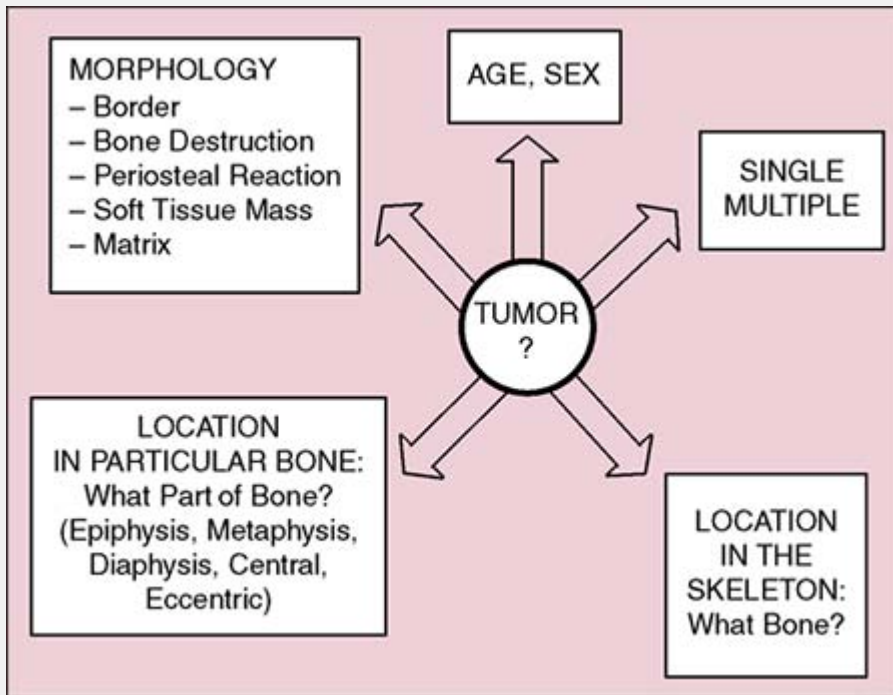 MORPHOLOGY
– Border
– Bone Destruction
– Periosteal Reaction
– Soft Tissue Mass
– Matrix
AGE, SEX
SINGLE
MULTIPLE
TUMOR
?
LOCATION
IN PARTICULAR BONE:
What Part of Bone?
(Epiphysis, Metaphysis,
Diaphysis, Central,
Eccentric)
LOCATION
IN THE
SKELETON:
What Bone?